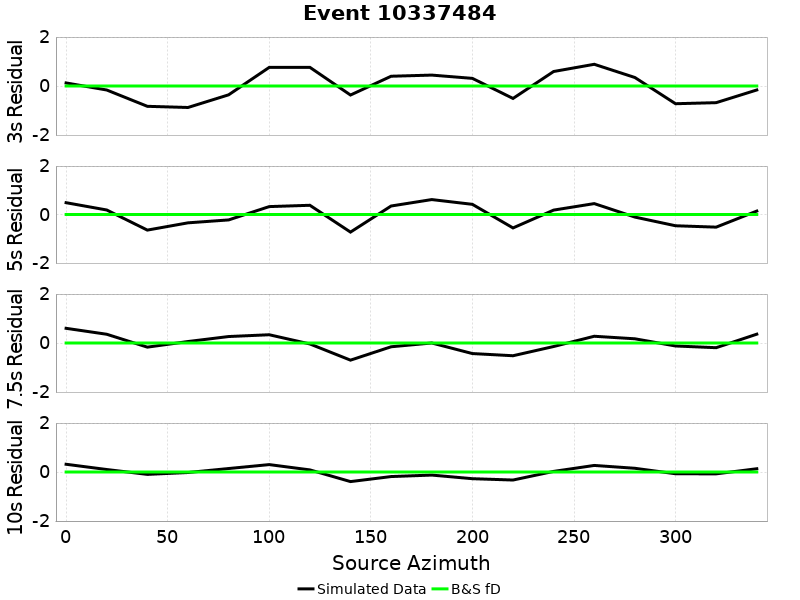 Event 10337484
3s Residual
2
0
-2
5s Residual
2
0
-2
7.5s Residual
2
0
-2
10s Residual
2
0
-2
0 50 100 150 200 250 300
Source Azimuth
Simulated Data B&S fD